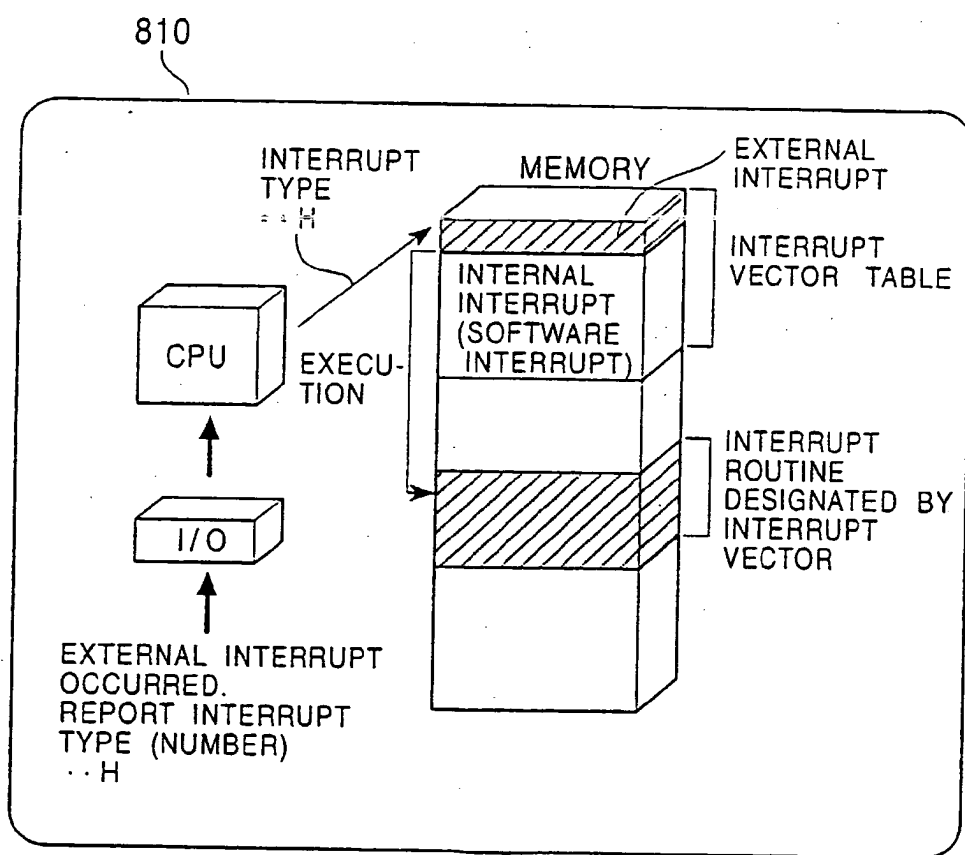 810
INTERRUPT
TYPE
··H
MEMORY
EXTERNAL
INTERRUPT
INTERRUPT
VECTOR TABLE
INTERNAL
INTERRUPT
(SOFTWARE
INTERRUPT)
CPU
EXECU-
TION
INTERRUPT
ROUTINE
DESIGNATED BY
INTERRUPT
VECTOR
I/O
EXTERNAL INTERRUPT
OCCURRED.
REPORT INTERRUPT
TYPE (NUMBER)
··H